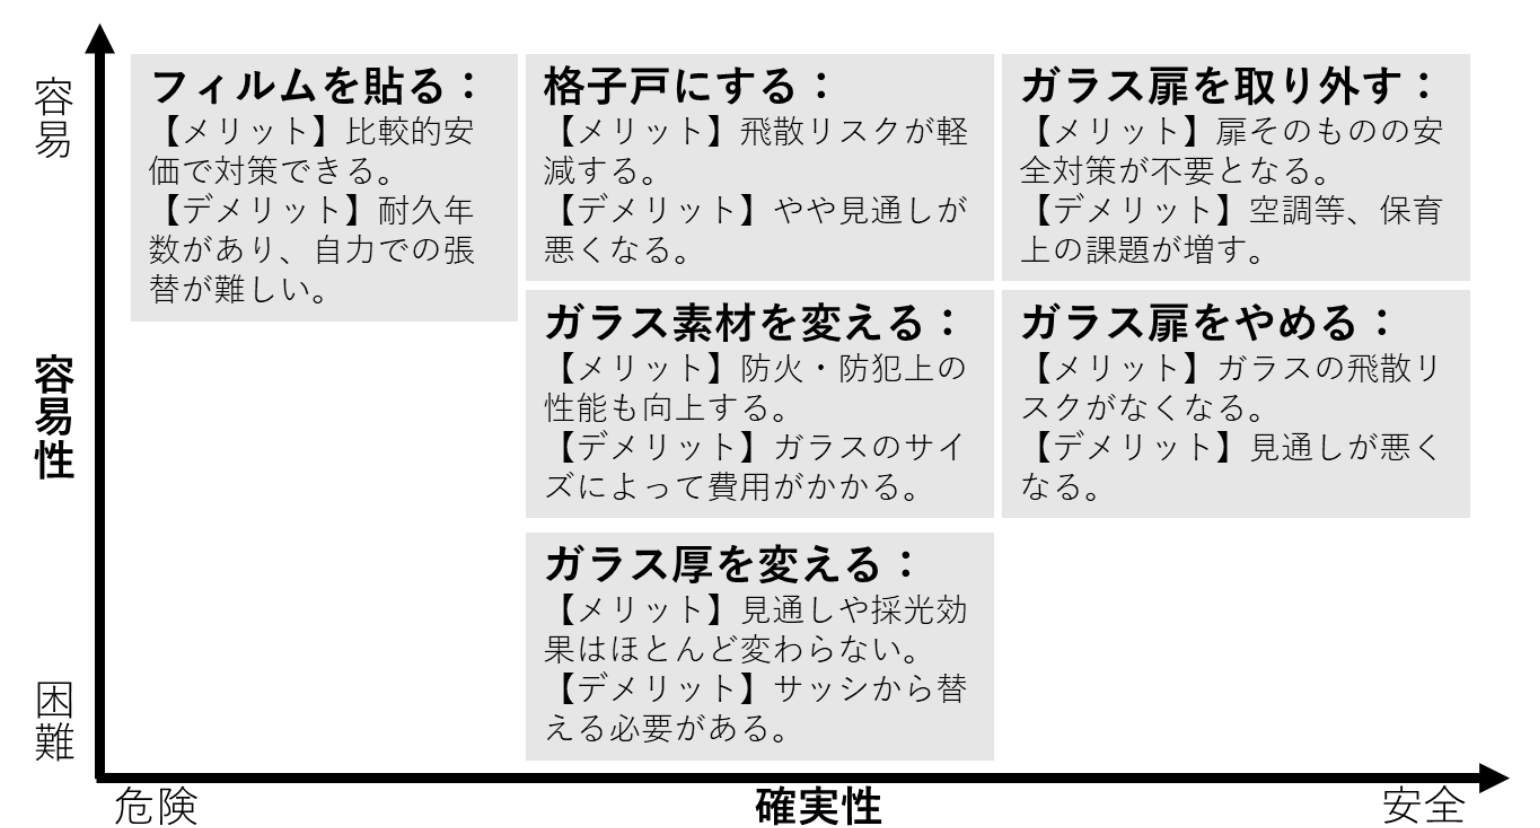 容易
フィルムを貼る：
【メリット】比較的安
価で対策できる。
【デメリット】耐久年
数があり、自力での張
替が難しい。
格子戸にする：
【メリット】飛散リスクが軽
減する。
【デメリット】やや見通しが
悪くなる。
ガラス扉を取り外す：
【メリット】扉そのものの安
全対策が不要となる。
【デメリット】空調等、保育
上の課題が増す。
容易性
ガラス素材を変える：
【メリット】防火・防犯上の
性能も向上する。
【デメリット】ガラスのサイ
ズによって費用がかかる。
ガラス扉をやめる：
【メリット】ガラスの飛散リ
スクがなくなる。
【デメリット】見通しが悪く
なる。
ガラス厚を変える：
【メリット】見通しや採光効
果はほとんど変わらない。
【デメリット】サッシから替
える必要がある。
困難
危険
確実性
安全